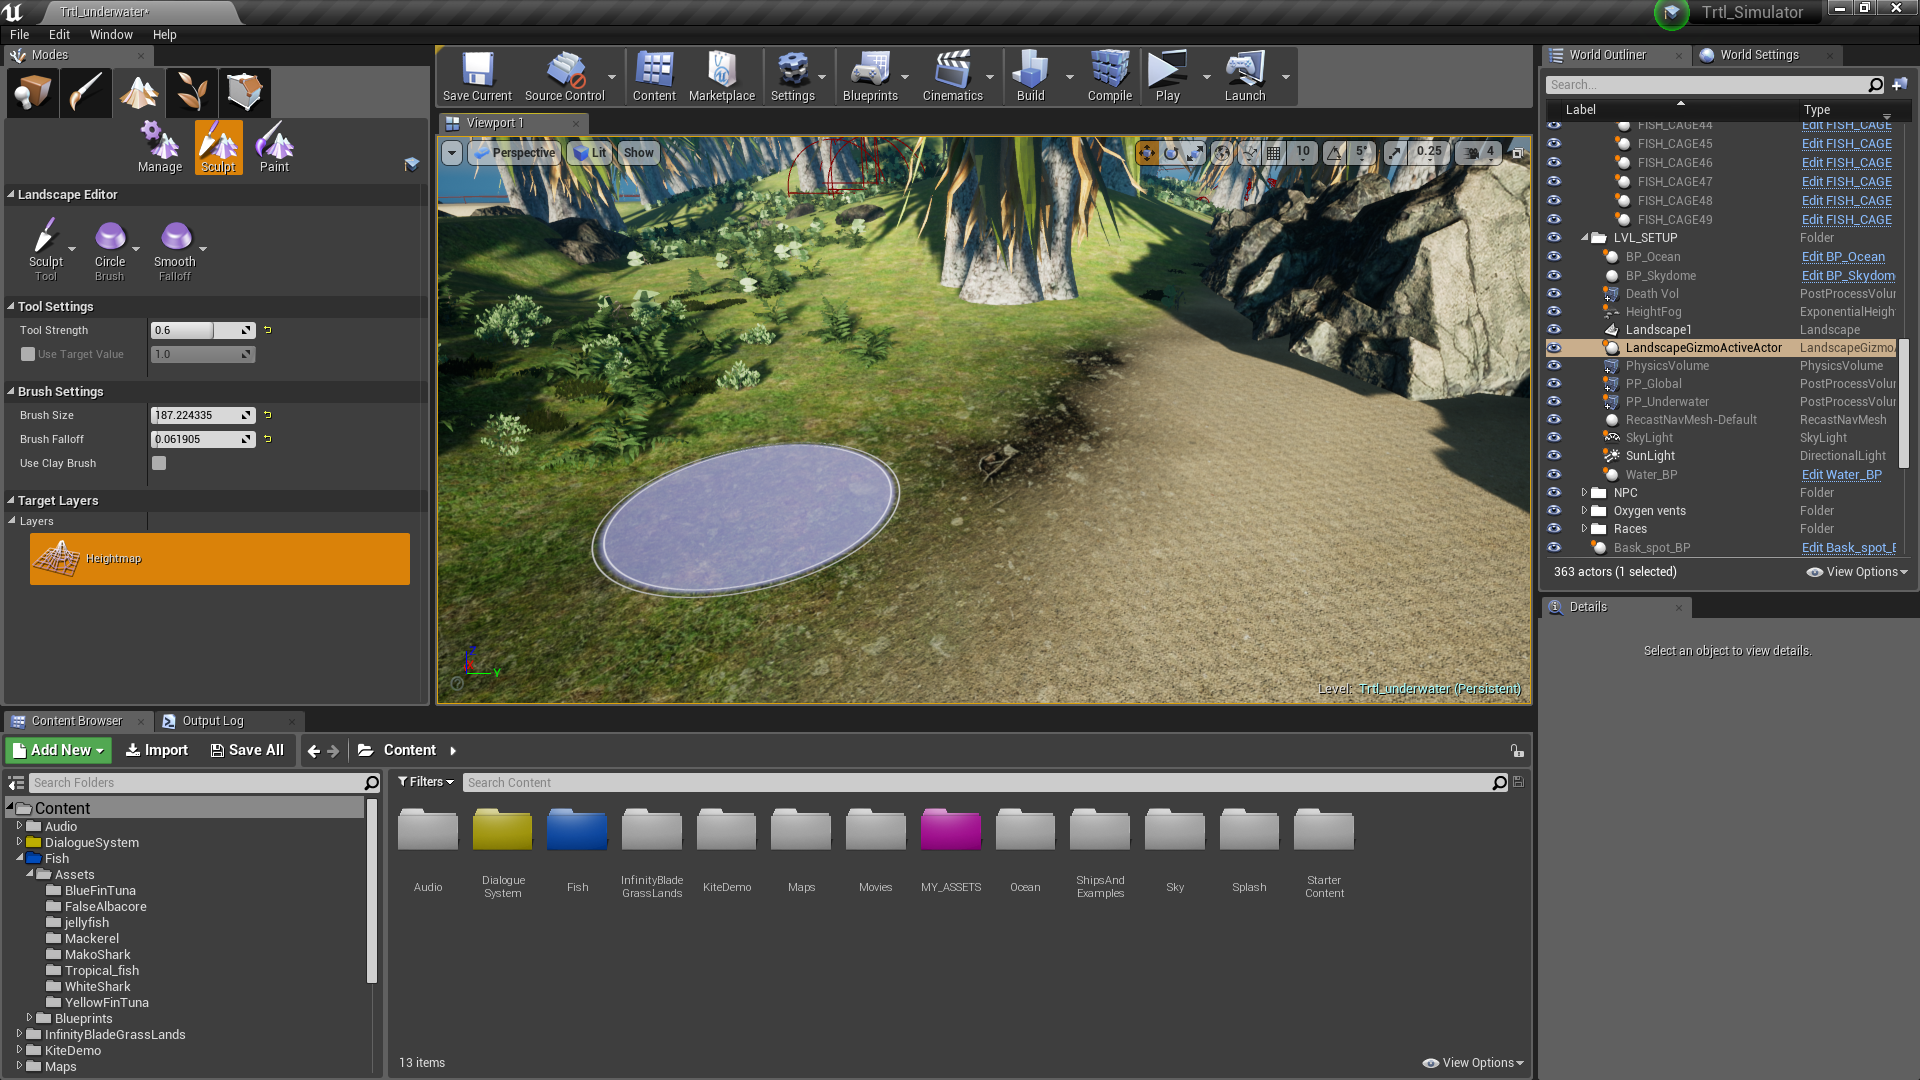 Trtl_underwater*
Trtl_Simulator
File Edit Window Help
Modes
Manage Sculpt Paint
Landscape Editor
Sculpt Circle Smooth
Tool Brush Falloff
Tool Settings
Tool Strength 0.6
Use Target Value 1.0
Brush Settings
Brush Size 187.224335
Brush Falloff 0.061905
Use Clay Brush
Target Layers
Layers
Heightmap
Save Current Source Control Content Marketplace Settings Blueprints Cinematics Build Compile Play Launch
Viewport 1
Perspective Lit Show 10 5° 0.25 4
Level: Trtl_underwater (Persistent)
Z
Y
World Outliner World Settings
Search...
Label Type
FISH_CAGE44 Edit FISH_CAGE
FISH_CAGE45 Edit FISH_CAGE
FISH_CAGE46 Edit FISH_CAGE
FISH_CAGE47 Edit FISH_CAGE
FISH_CAGE48 Edit FISH_CAGE
FISH_CAGE49 Edit FISH_CAGE
LVL_SETUP Folder
BP_Ocean Edit BP_Ocean
BP_Skydome Edit BP_Skydom
Death Vol PostProcessVolur
HeightFog ExponentialHeigh
Landscape1 Landscape
LandscapeGizmoActiveActor LandscapeGizmo
PhysicsVolume PhysicsVolume
PP_Global PostProcessVolur
PP_Underwater PostProcessVolur
RecastNavMesh-Default RecastNavMesh
SkyLight SkyLight
SunLight DirectionalLight
Water_BP Edit Water_BP
NPC Folder
Oxygen vents Folder
Races Folder
Bask_spot_BP Edit Bask_spot_E
363 actors (1 selected) View Options
Details
Select an object to view details.
Content Browser Output Log
Add New Import Save All Content
Search Folders
Content
Audio
DialogueSystem
Fish
Assets
BlueFinTuna
FalseAlbacore
jellyfish
Mackerel
MakoShark
Tropical_fish
WhiteShark
YellowFinTuna
Blueprints
InfinityBladeGrassLands
KiteDemo
Maps
Filters Search Content
Audio
Dialogue
System
Fish
InfinityBlade
GrassLands
KiteDemo
Maps
Movies
MY_ASSETS
Ocean
ShipsAnd
Examples
Sky
Splash
Starter
Content
13 items View Options